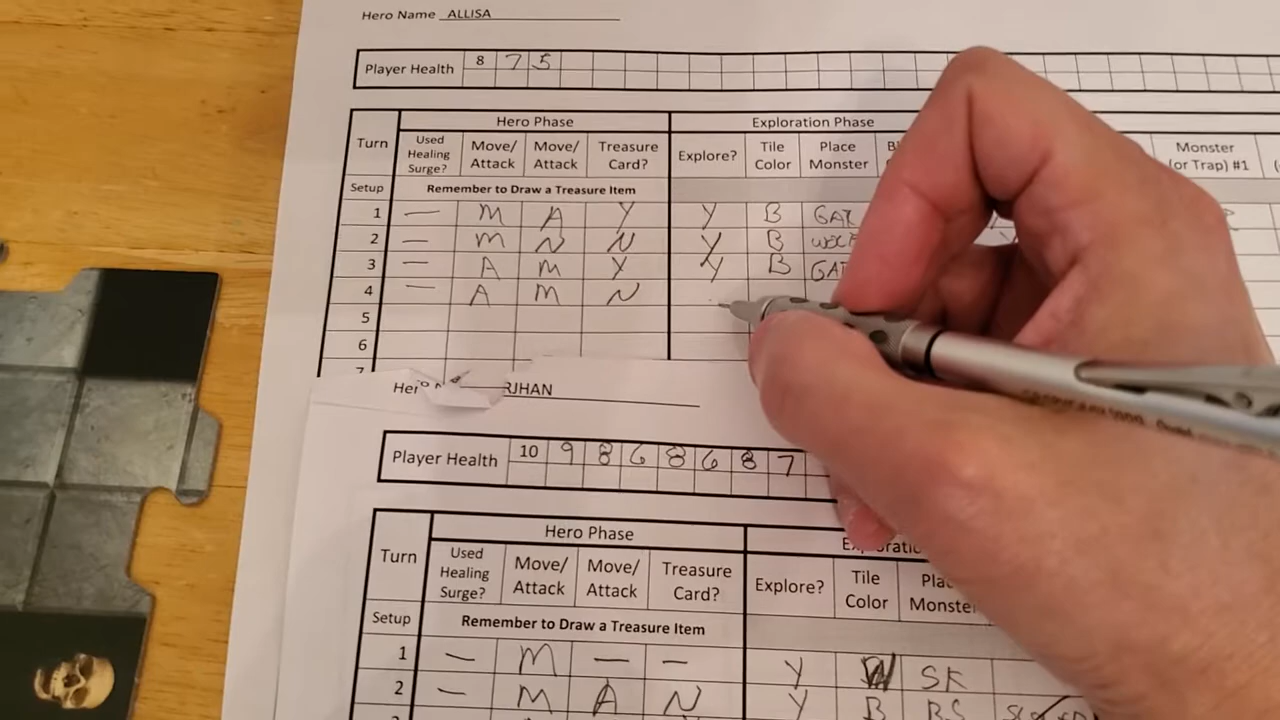 Hero Name ALLISA
Player Health 8 7 5
Hero Phase Exploration Phase
Turn Used Healing Surge? Move/ Attack Move/ Attack Treasure Card? Explore? Tile Color Place Monster Monster (or Trap) #1
Setup Remember to Draw a Treasure Item
1 — M A Y Y B GAR
2 — M N N Y B
3 — A M Y Y B
4 — A M N
5
6
7
RJHAN
Player Health 10 9 8 6 8 6 8 7
Hero Phase
Turn Used Healing Surge? Move/ Attack Move/ Attack Treasure Card? Explore? Tile Color
Setup Remember to Draw a Treasure Item
1 — M — — Y SK
2 — M A N Y B BS